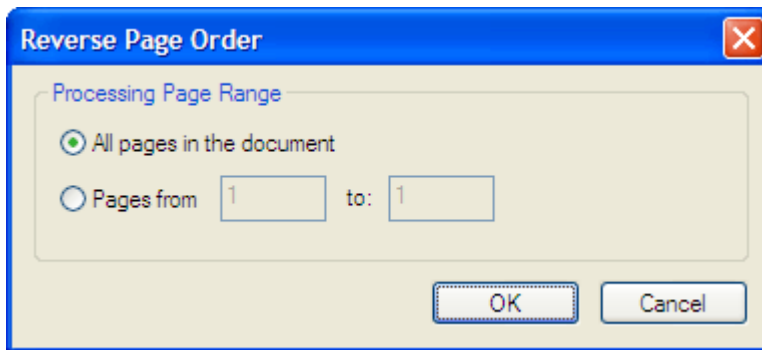 Reverse Page Order
Processing Page Range
All pages in the document
Pages from 1 to: 1
OK Cancel